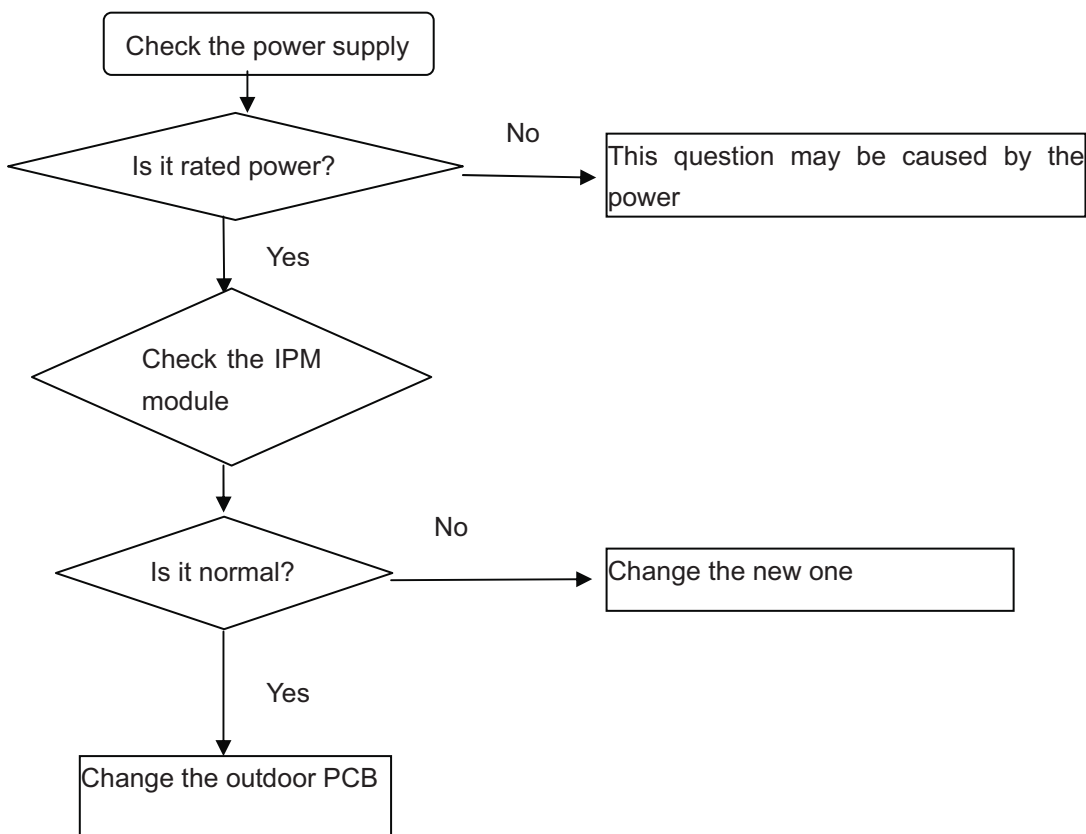 Check the power supply
No
Is it rated power?
This question may be caused by the
power
Yes
Check the IPM
module
No
Is it normal?
Change the new one
Yes
Change the outdoor PCB